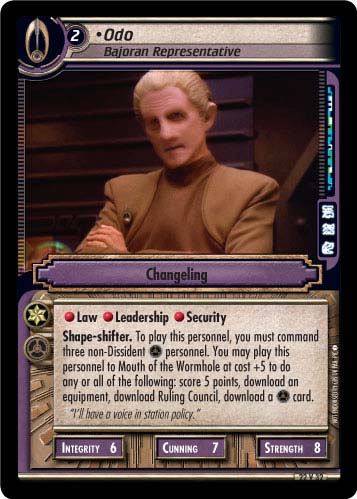 2 •Odo
Bajoran Representative
Changeling
Law Leadership Security
Shape-shifter. To play this personnel, you must command
three non-Dissident personnel. You may play this
personnel to Mouth of the Wormhole at cost +5 to do
any or all of the following: score 5 points, download an
equipment, download Ruling Council, download a card.
"I'll have a voice in station policy."
INTEGRITY 6 CUNNING 7 STRENGTH 8